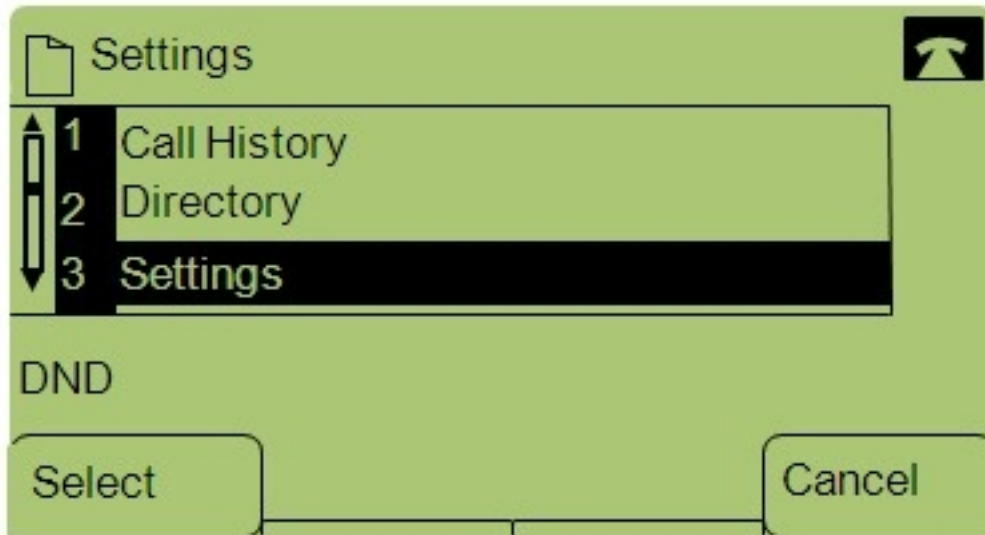 Settings
1 Call History
2 Directory
3 Settings
DND
Select Cancel